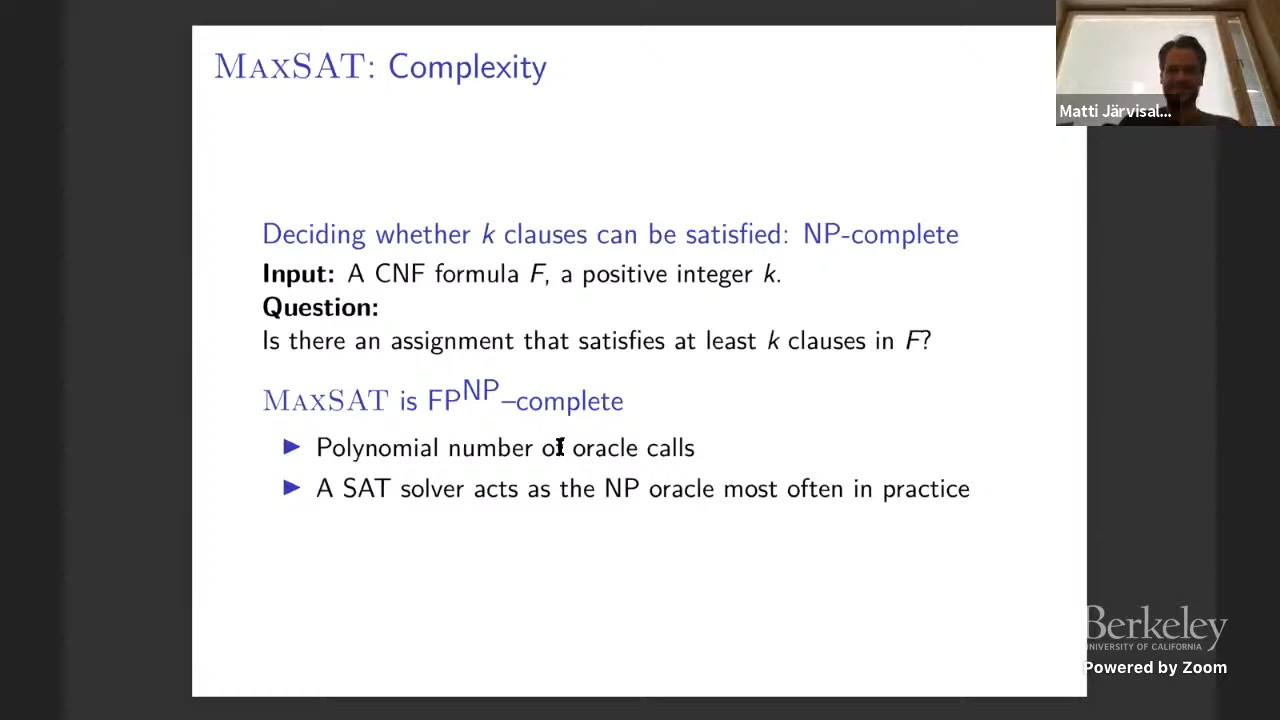 MAXSAT: Complexity
Matti Järvisal...
Deciding whether k clauses can be satisfied: NP-complete
Input: A CNF formula F, a positive integer k.
Question:
Is there an assignment that satisfies at least k clauses in F?
MAXSAT is FP^NP–complete
▶ Polynomial number of oracle calls
▶ A SAT solver acts as the NP oracle most often in practice
Berkeley
UNIVERSITY OF CALIFORNIA
Powered by Zoom